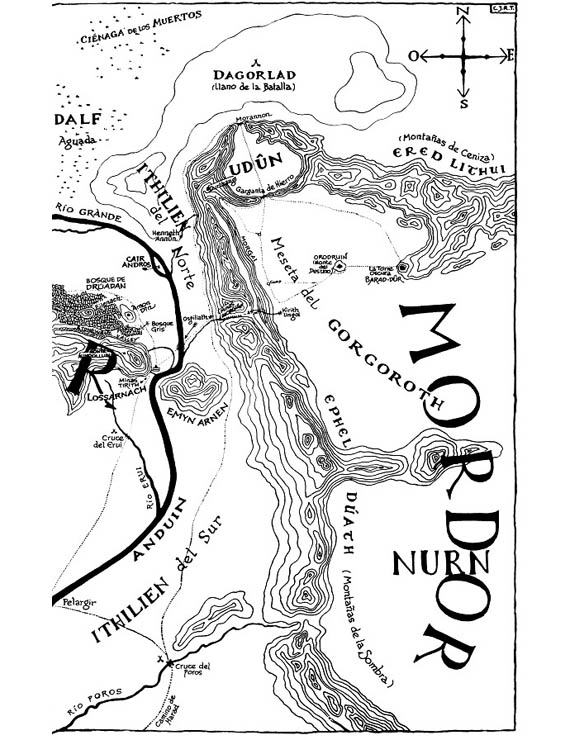 C.J.R.T.
CIÉNAGA DE LOS MUERTOS
N
O
E
S
DAGORLAD
(Llano de la Batalla)
DALF
Aguada
Morannon
UDÛN
Garganta de Hierro
(Montañas de Ceniza)
ERED LITHUI
ITHILIEN
del
Norte
RÍO GRANDE
Henneth
Annûn
CAIR
ANDROS
BOSQUE DE
DRÚADAN
Amon
Dîn
Bosque
Gris
Osgiliath
Kirith
Ungol
ORODRUIN
(Monte del
Destino)
La Torre
Oscura
BARAD-DÛR
Meseta del
GORGOROTH
MORDOR
R
MINAS
TIRITH
LOSSARNACH
EMYN ARNEN
Cruce
del Erui
RÍO ERUI
EPHEL
DÚATH
(Montañas de la Sombra)
NURN
ANDUIN
ITHILIEN del Sur
Pelargir
Cruce del
Poros
RÍO POROS
Camino de
Harad